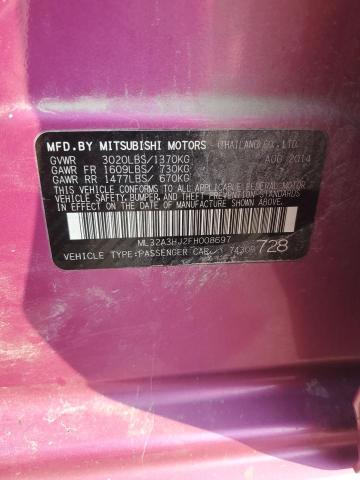 MFD.BY MITSUBISHI MOTORS (THAILAND) CO.,LTD.
GVWR 3020LBS/1370KG AUG 2014
GAWR FR 1609LBS/ 730KG
GAWR RR 1477LBS/ 670KG
THIS VEHICLE CONFORMS TO ALL APPLICABLE
FEDERAL MOTOR VEHICLE SAFETY,
BUMPER, AND THEFT PREVENTION STANDARDS
IN EFFECT ON THE DATE OF MANUFACTURE
SHOWN ABOVE.
ML32A3HJ2FH008697
VEHICLE TYPE:PASSENGER CAR 728